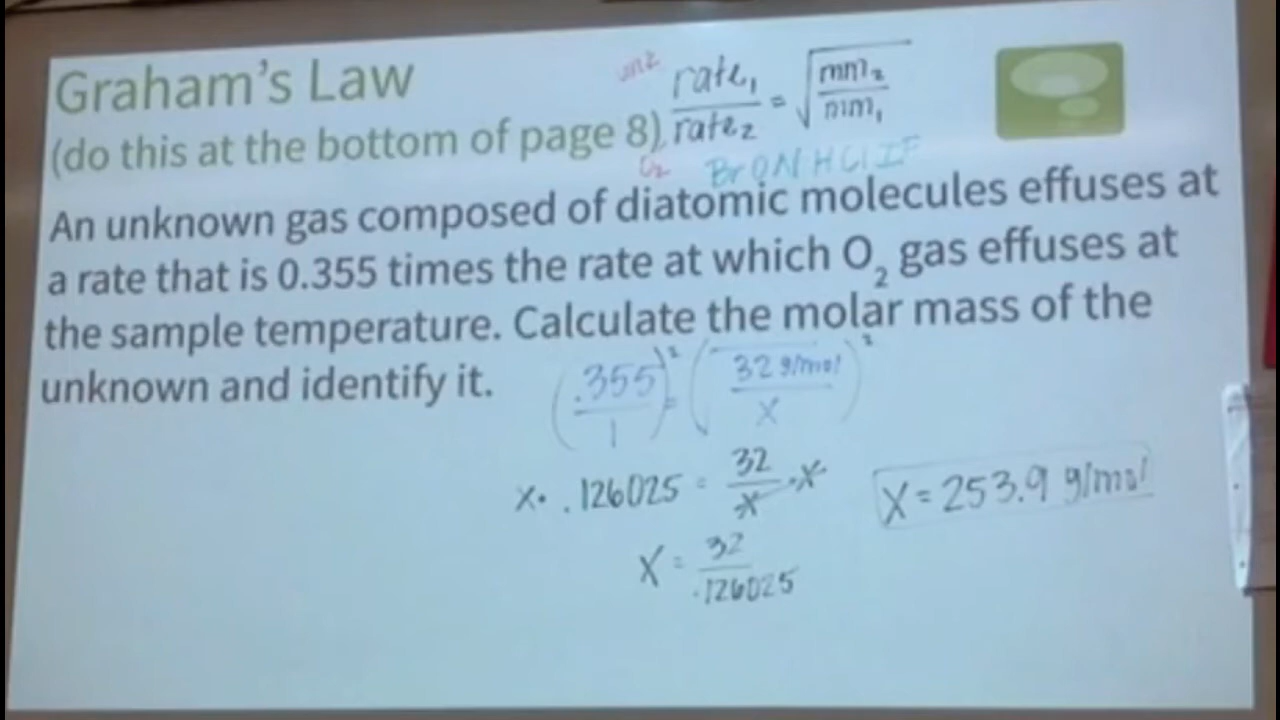 Graham's Law
rate₁ / rate₂ = √(mm₂ / mm₁)
(do this at the bottom of page 8)
O₂ BrONHClIF
An unknown gas composed of diatomic molecules effuses at
a rate that is 0.355 times the rate at which O₂ gas effuses at
the sample temperature. Calculate the molar mass of the
unknown and identify it.
(.355 / 1)² = (√(32 g/mol / X))²
X · .126025 = 32 / X · X
X = 253.9 g/mol
X = 32 / .126025